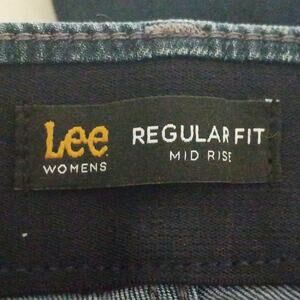 Lee
WOMENS
REGULAR FIT
MID RISE